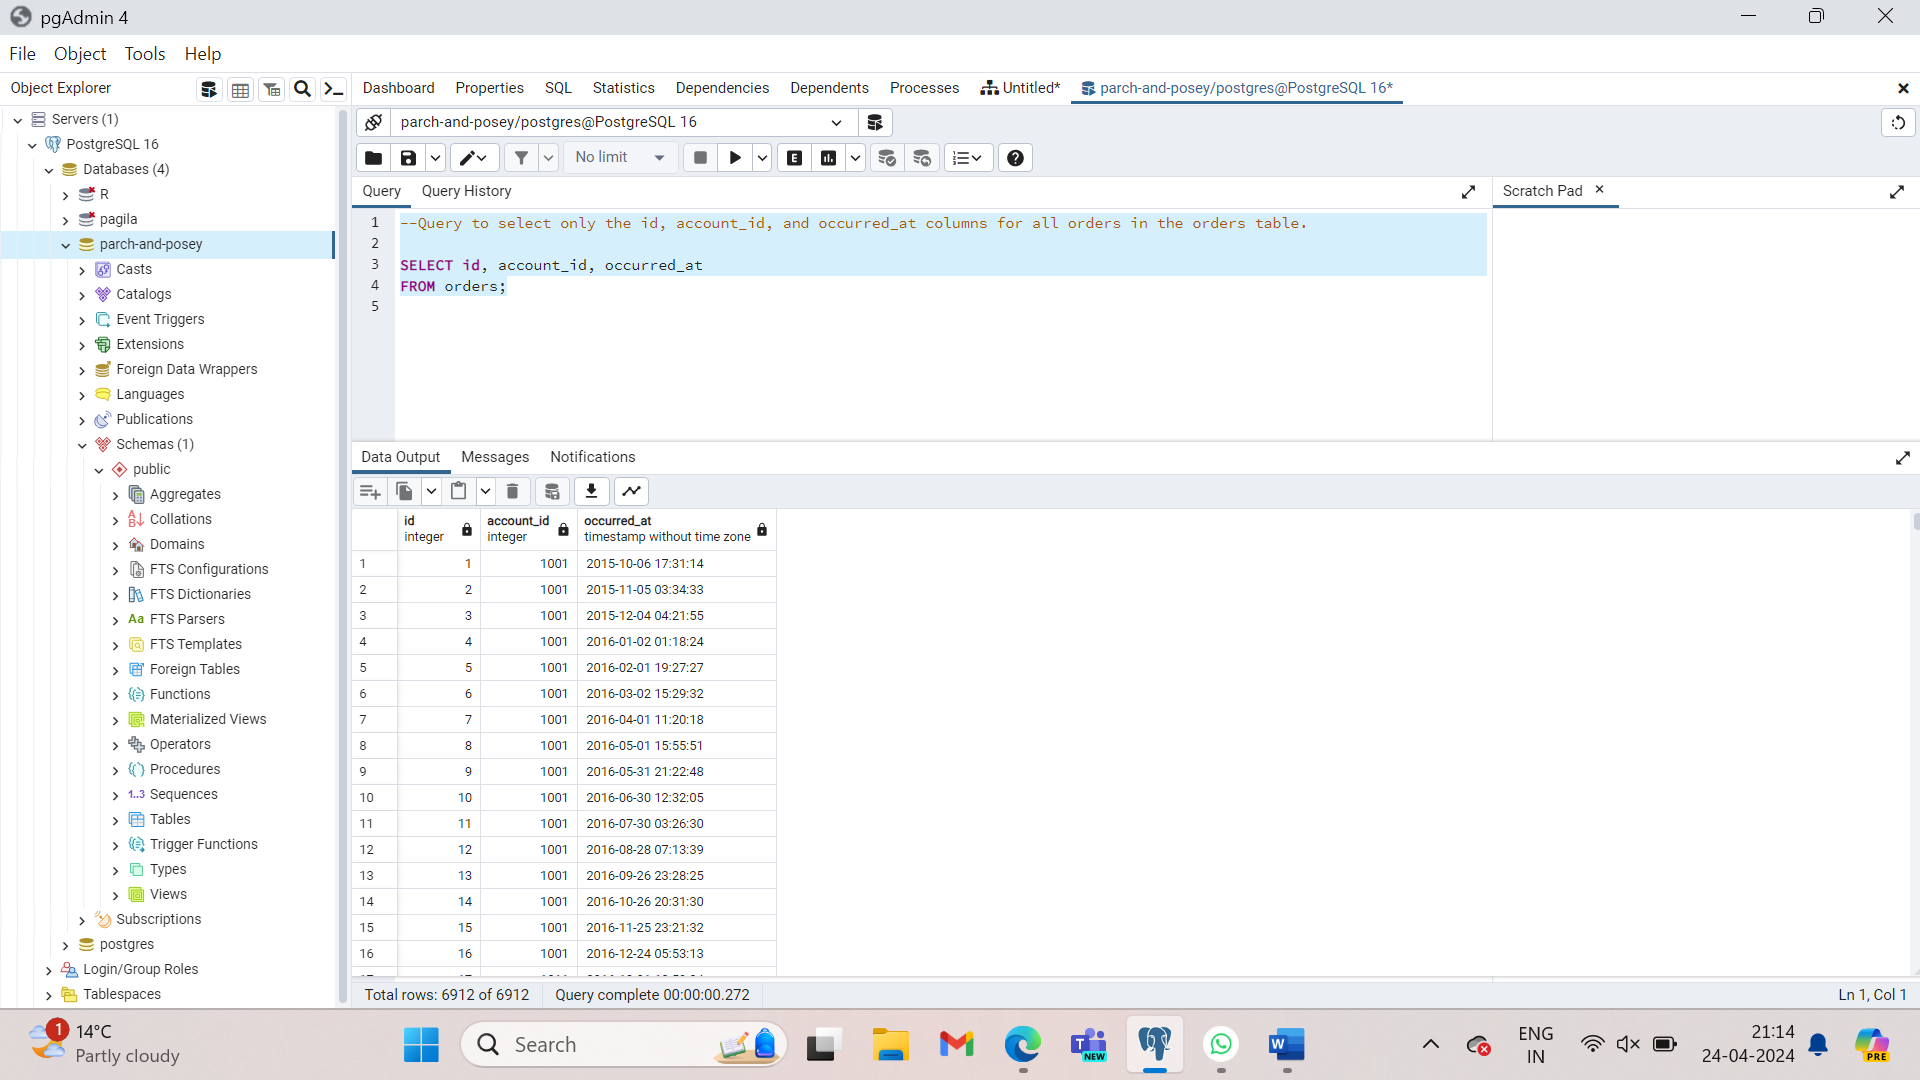 pgAdmin 4
File Object Tools Help
Object Explorer
Dashboard Properties SQL Statistics Dependencies Dependents Processes Untitled* parch-and-posey/postgres@PostgreSQL 16*
Servers (1)
PostgreSQL 16
Databases (4)
R
pagila
parch-and-posey
Casts
Catalogs
Event Triggers
Extensions
Foreign Data Wrappers
Languages
Publications
Schemas (1)
public
Aggregates
Collations
Domains
FTS Configurations
FTS Dictionaries
Aa FTS Parsers
FTS Templates
Foreign Tables
Functions
Materialized Views
Operators
Procedures
1..3 Sequences
Tables
Trigger Functions
Types
Views
Subscriptions
postgres
Login/Group Roles
Tablespaces
parch-and-posey/postgres@PostgreSQL 16
No limit
E
Query Query History
Scratch Pad
1 --Query to select only the id, account_id, and occurred_at columns for all orders in the orders table.
2
3 SELECT id, account_id, occurred_at
4 FROM orders;
5
Data Output Messages Notifications
id account_id occurred_at
integer integer timestamp without time zone
1 1 1001 2015-10-06 17:31:14
2 2 1001 2015-11-05 03:34:33
3 3 1001 2015-12-04 04:21:55
4 4 1001 2016-01-02 01:18:24
5 5 1001 2016-02-01 19:27:27
6 6 1001 2016-03-02 15:29:32
7 7 1001 2016-04-01 11:20:18
8 8 1001 2016-05-01 15:55:51
9 9 1001 2016-05-31 21:22:48
10 10 1001 2016-06-30 12:32:05
11 11 1001 2016-07-30 03:26:30
12 12 1001 2016-08-28 07:13:39
13 13 1001 2016-09-26 23:28:25
14 14 1001 2016-10-26 20:31:30
15 15 1001 2016-11-25 23:21:32
16 16 1001 2016-12-24 05:53:13
Total rows: 6912 of 6912 Query complete 00:00:00.272 Ln 1, Col 1
1
14°C
Partly cloudy
Search
T
NEW
W
ENG
IN
21:14
24-04-2024
PRE